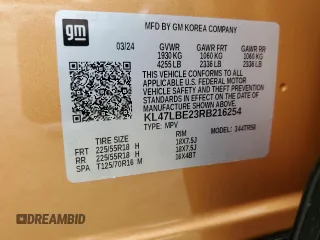 gm
MFD BY GM KOREA COMPANY
03/24 GVWR GAWR FRT GAWR RR
1930 KG 1060 KG 1060 KG
4255 LB 2336 LB 2336 LB
THIS VEHICLE CONFORMS TO ALL APPLICABLE
U.S. FEDERAL MOTOR VEHICLE SAFETY
STANDARDS IN EFFECT ON THE DATE OF
MANUFACTURE SHOWN ABOVE.
KL47LBE23RB216254
TYPE: MPV MODEL:
TIRE SIZE RIM
FRT 225/55R18 H 18X7.5J
RR 225/55R18 H 18X7.5J
SPA T125/70R16 M 16X4BT
DREAMBID